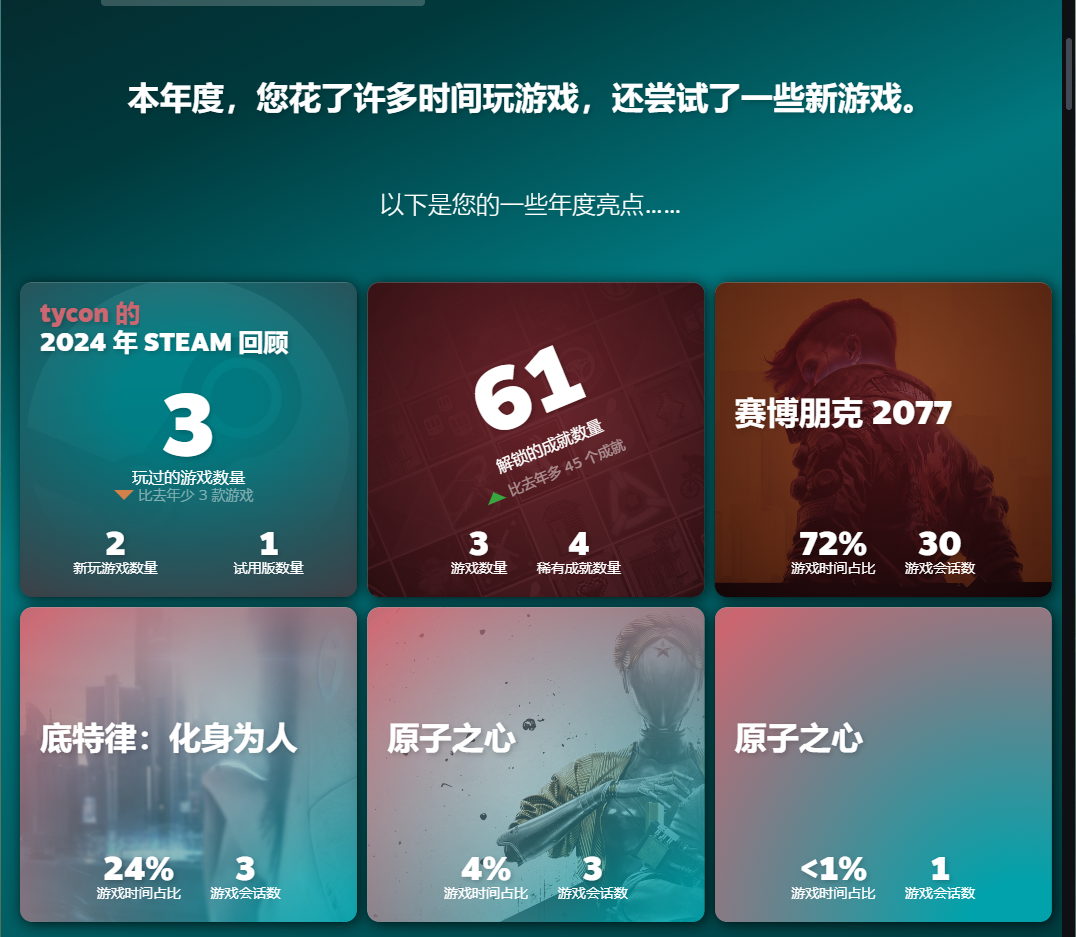 本年度，您花了许多时间玩游戏，还尝试了一些新游戏。
以下是您的一些年度亮点……
tycon 的
2024 年 STEAM 回顾
3
玩过的游戏数量
比去年少 3 款游戏
2
新玩游戏数量
1
试用版数量
61
解锁的成就数量
比去年多 45 个成就
3
游戏数量
4
稀有成就数量
赛博朋克 2077
72%
游戏时间占比
30
游戏会话数
底特律：化身为人
24%
游戏时间占比
3
游戏会话数
原子之心
4%
游戏时间占比
3
游戏会话数
原子之心
<1%
游戏时间占比
1
游戏会话数